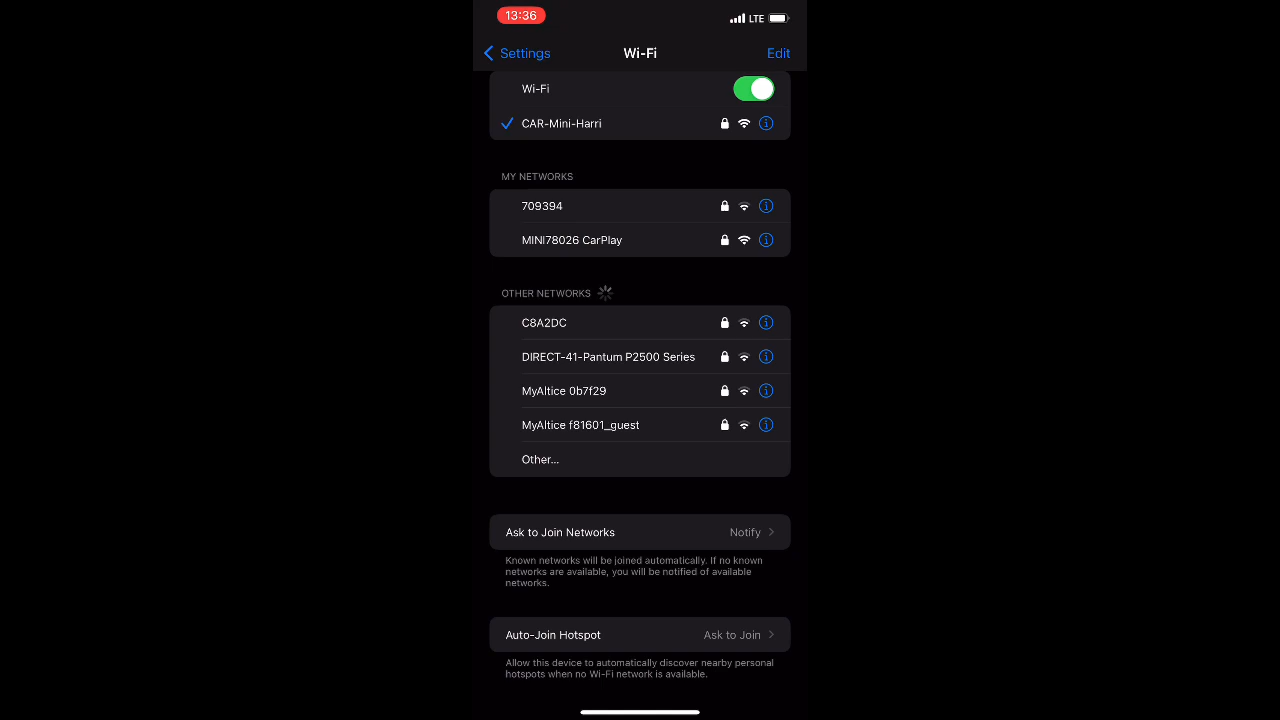 13:36
LTE
Settings
Wi-Fi
Edit
Wi-Fi
CAR-Mini-Harri
MY NETWORKS
709394
MINI78026 CarPlay
OTHER NETWORKS
C8A2DC
DIRECT-41-Pantum P2500 Series
MyAltice 0b7f29
MyAltice f81601_guest
Other...
Ask to Join Networks
Notify
Known networks will be joined automatically. If no known
networks are available, you will be notified of available
networks.
Auto-Join Hotspot
Ask to Join
Allow this device to automatically discover nearby personal
hotspots when no Wi-Fi network is available.